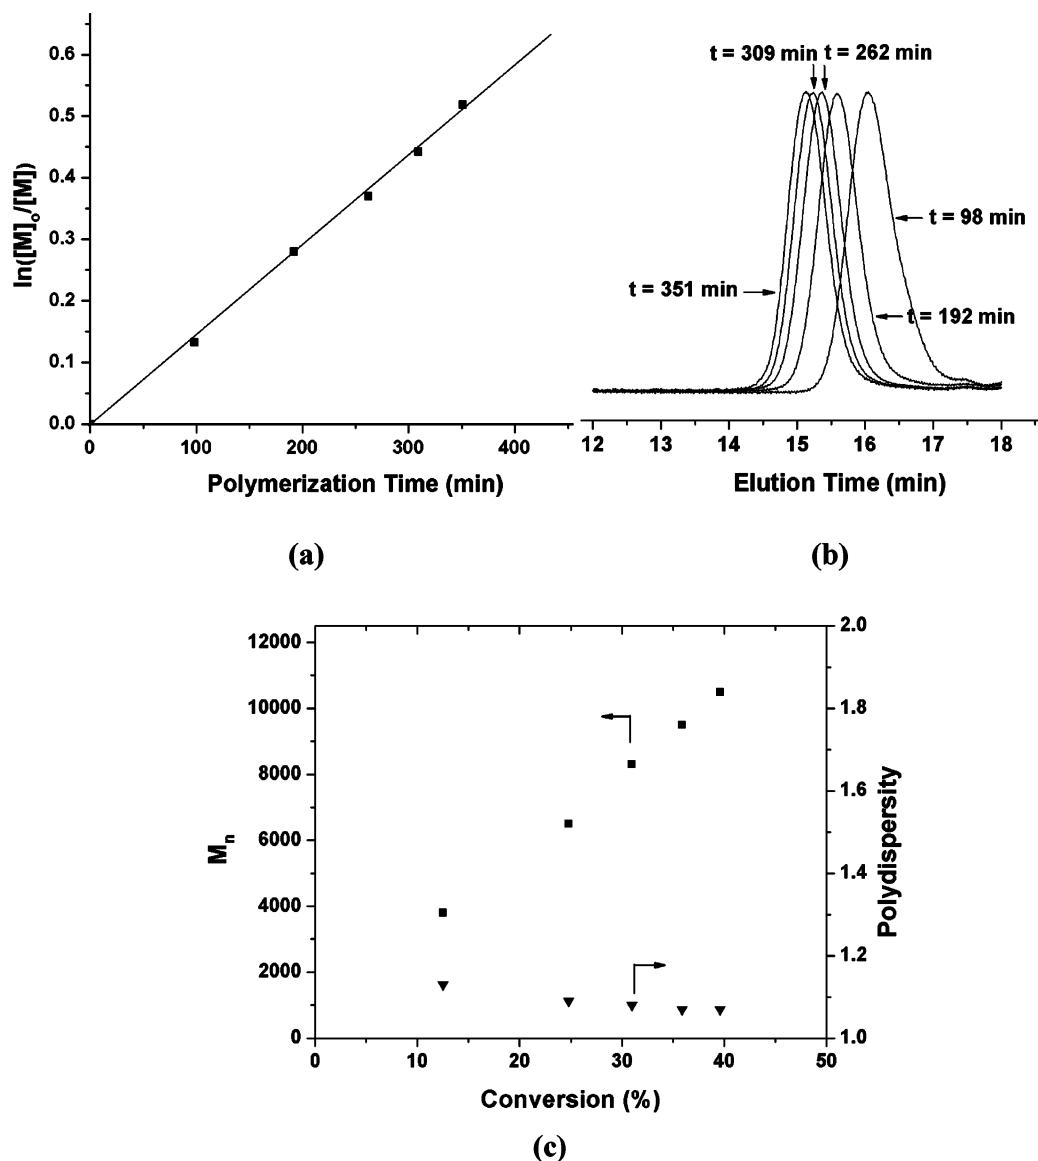 ln([M]o/[M])
0.6
0.5
0.4
0.3
0.2
0.1
0.0
0 100 200 300 400
Polymerization Time (min)
(a)
t = 309 min t = 262 min
t = 98 min
t = 351 min
t = 192 min
12 13 14 15 16 17 18
Elution Time (min)
(b)
Mn
12000
10000
8000
6000
4000
2000
0
2.0
1.8
1.6
1.4
1.2
1.0
Polydispersity
0 10 20 30 40 50
Conversion (%)
(c)